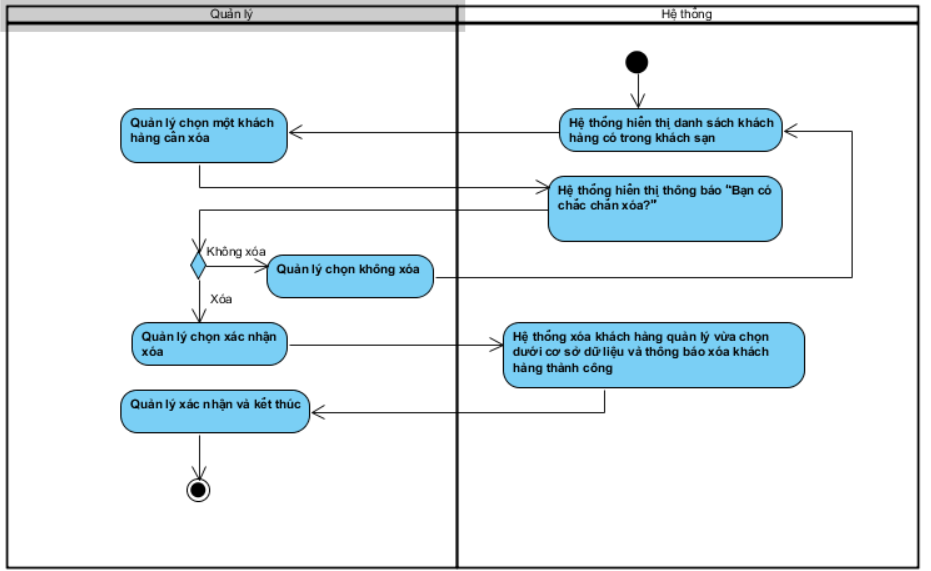 Quản lý
Hệ thống
Hệ thống hiển thị danh sách khách
hàng có trong khách sạn
Quản lý chọn một khách
hàng cần xóa
Hệ thống hiển thị thông báo "Bạn có
chắc chắn xóa?"
Không xóa
Quản lý chọn không xóa
Xóa
Quản lý chọn xác nhận
xóa
Hệ thống xóa khách hàng quản lý vừa chọn
dưới cơ sở dữ liệu và thông báo xóa khách
hàng thành công
Quản lý xác nhận và kết thúc